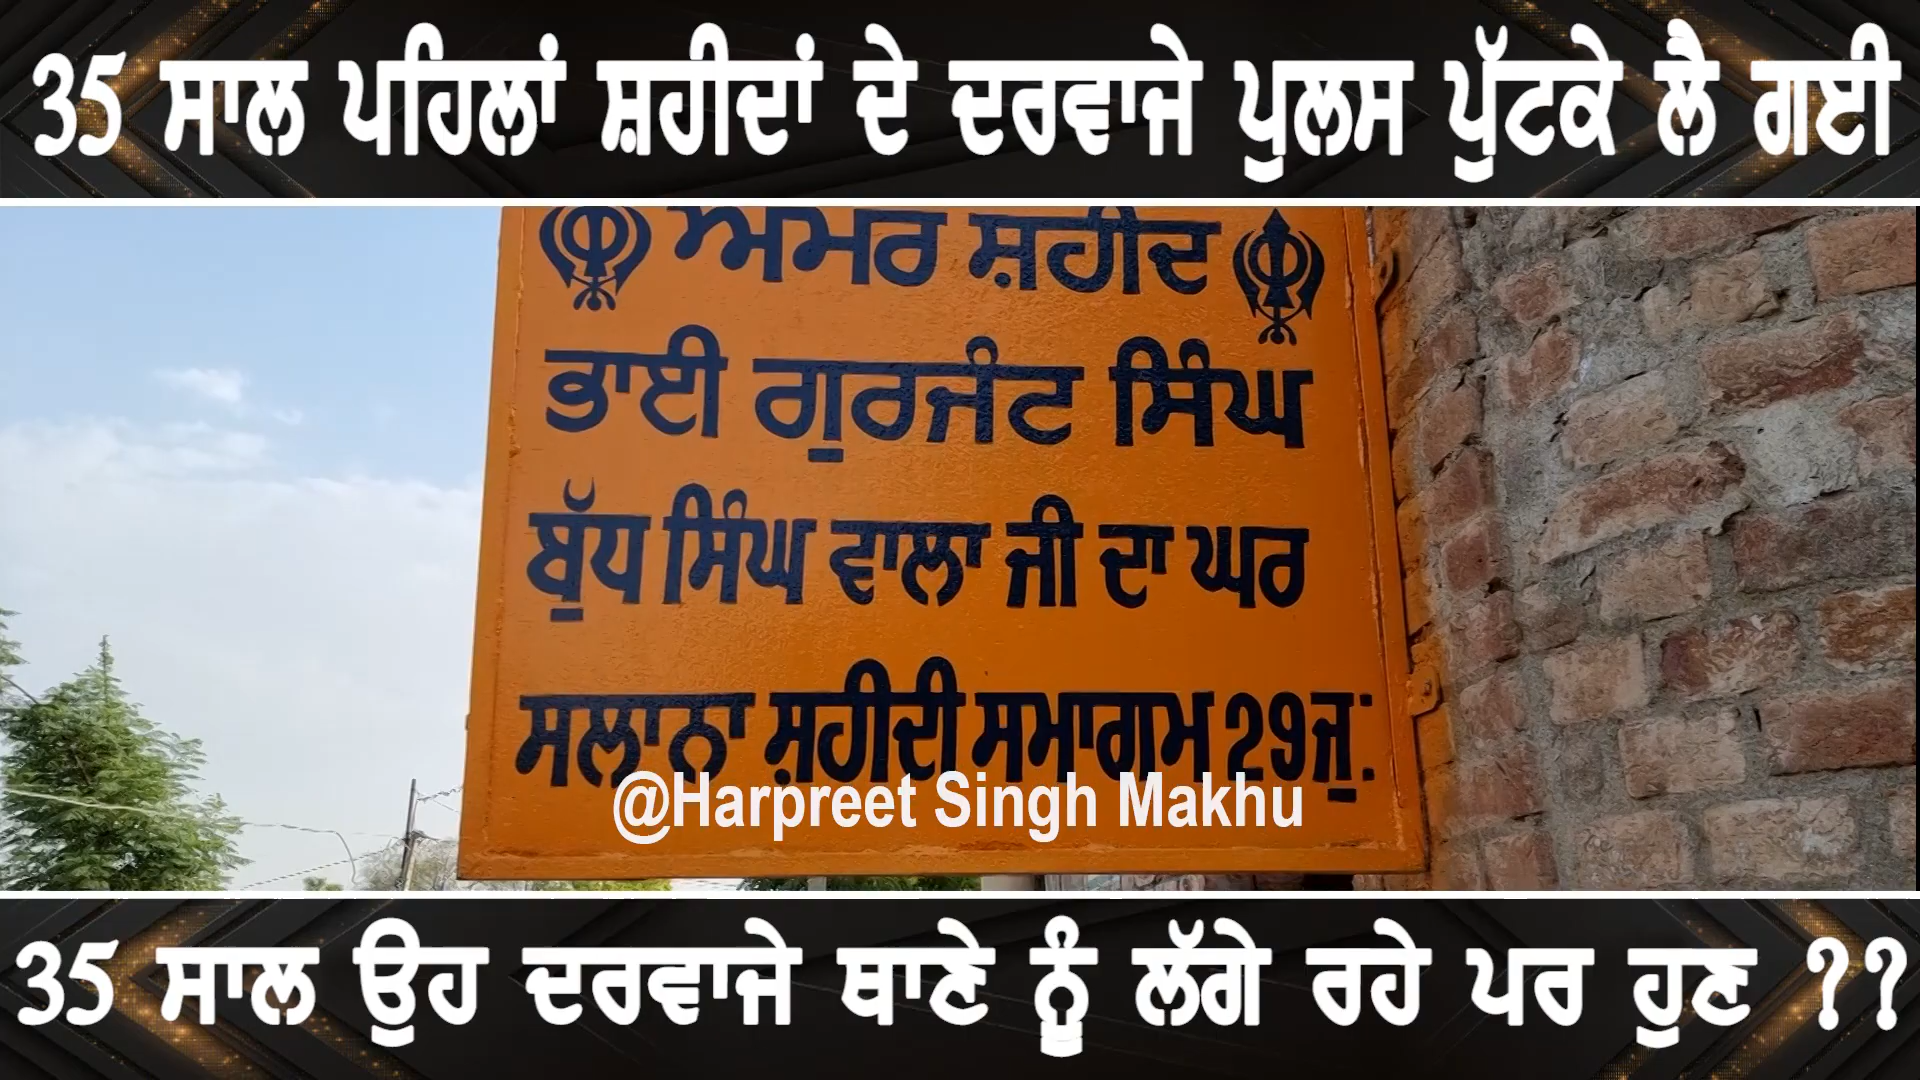 35 ਸਾਲ ਪਹਿਲਾਂ ਸ਼ਹੀਦਾਂ ਦੇ ਦਰਵਾਜੇ ਪੁਲਸ ਪੁੱਟਕੇ ਲੈ ਗਈ
ਅਮਰ ਸ਼ਹੀਦ
ਭਾਈ ਗੁਰਜੰਟ ਸਿੰਘ
ਬੁੱਧ ਸਿੰਘ ਵਾਲਾ ਜੀ ਦਾ ਘਰ
ਸਲਾਨਾ ਸ਼ਹੀਦੀ ਸਮਾਗਮ 29ਜੁ:
@Harpreet Singh Makhu
35 ਸਾਲ ਉਹ ਦਰਵਾਜੇ ਥਾਣੇ ਨੂੰ ਲੱਗੇ ਰਹੇ ਪਰ ਹੁਣ ??